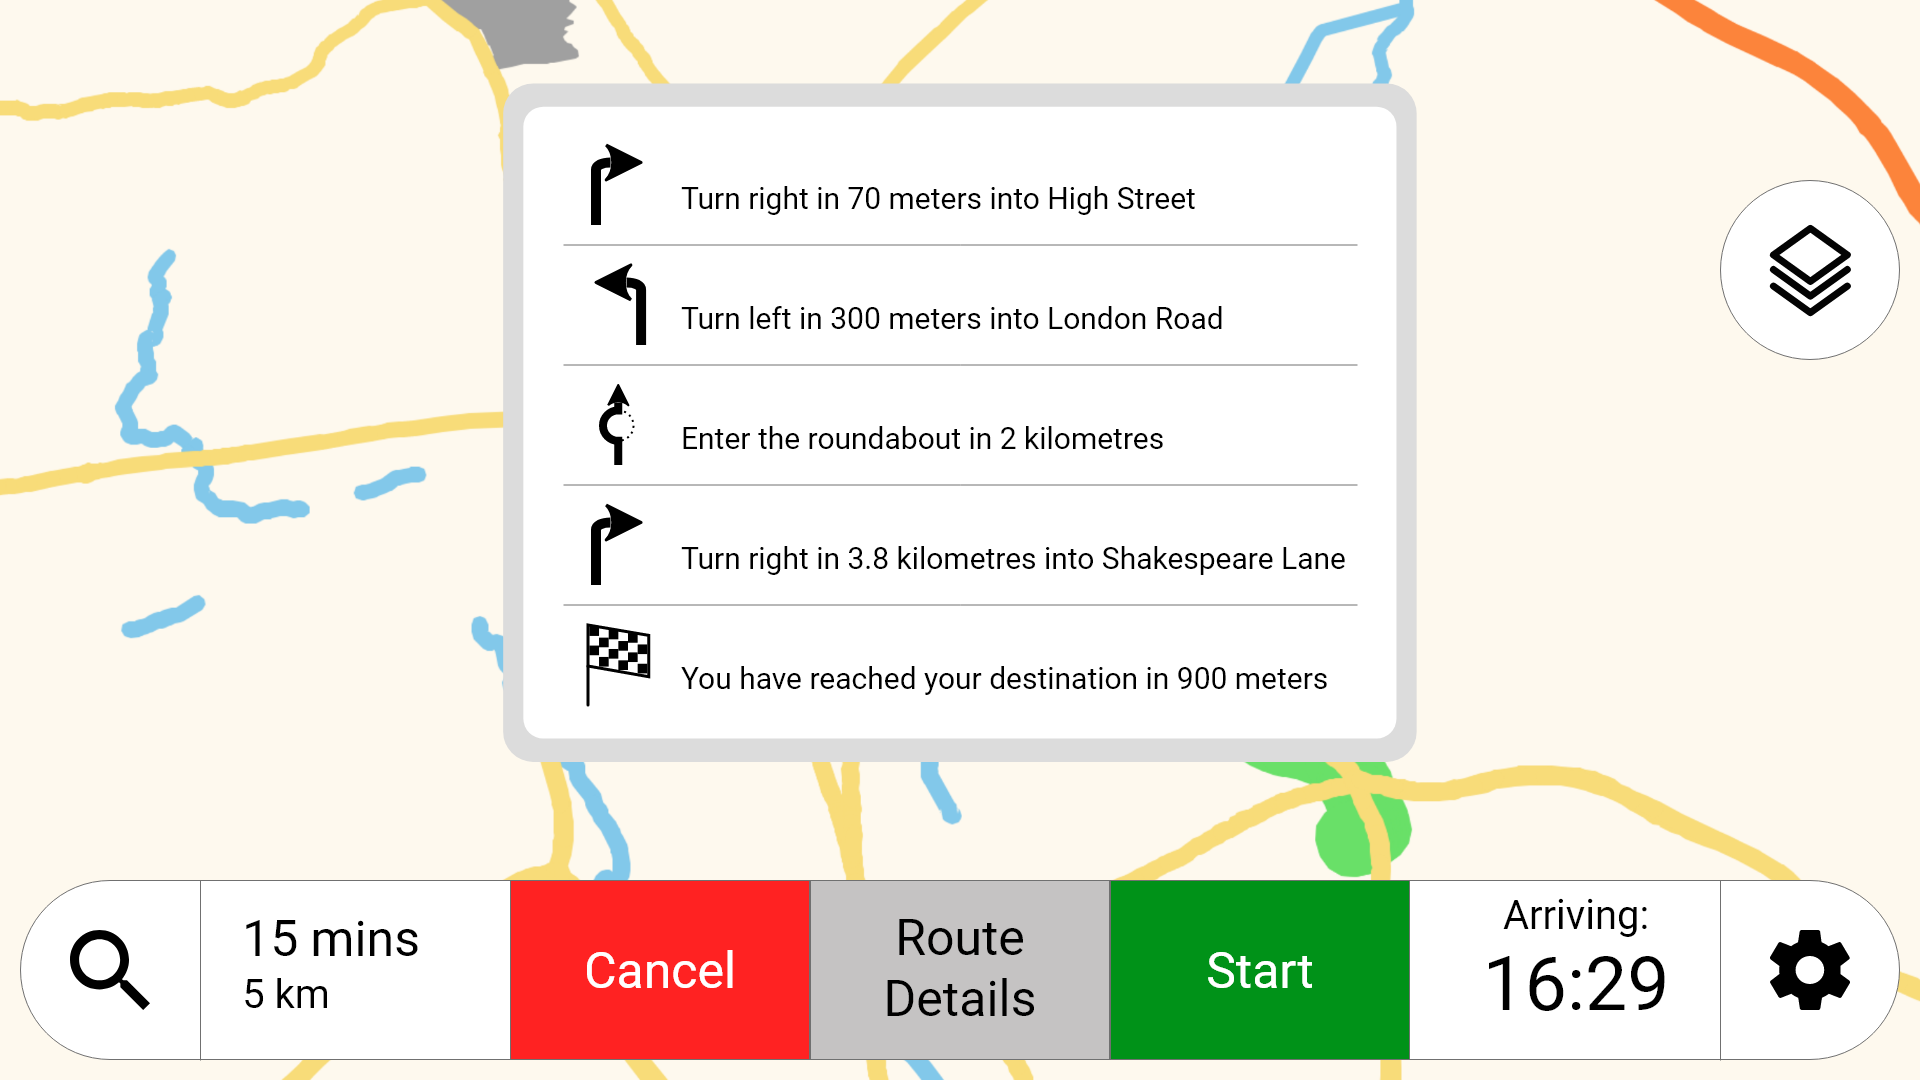 Turn right in 70 meters into High Street
Turn left in 300 meters into London Road
Enter the roundabout in 2 kilometres
Turn right in 3.8 kilometres into Shakespeare Lane
You have reached your destination in 900 meters
15 mins
5 km
Cancel
Route
Details
Start
Arriving:
16:29